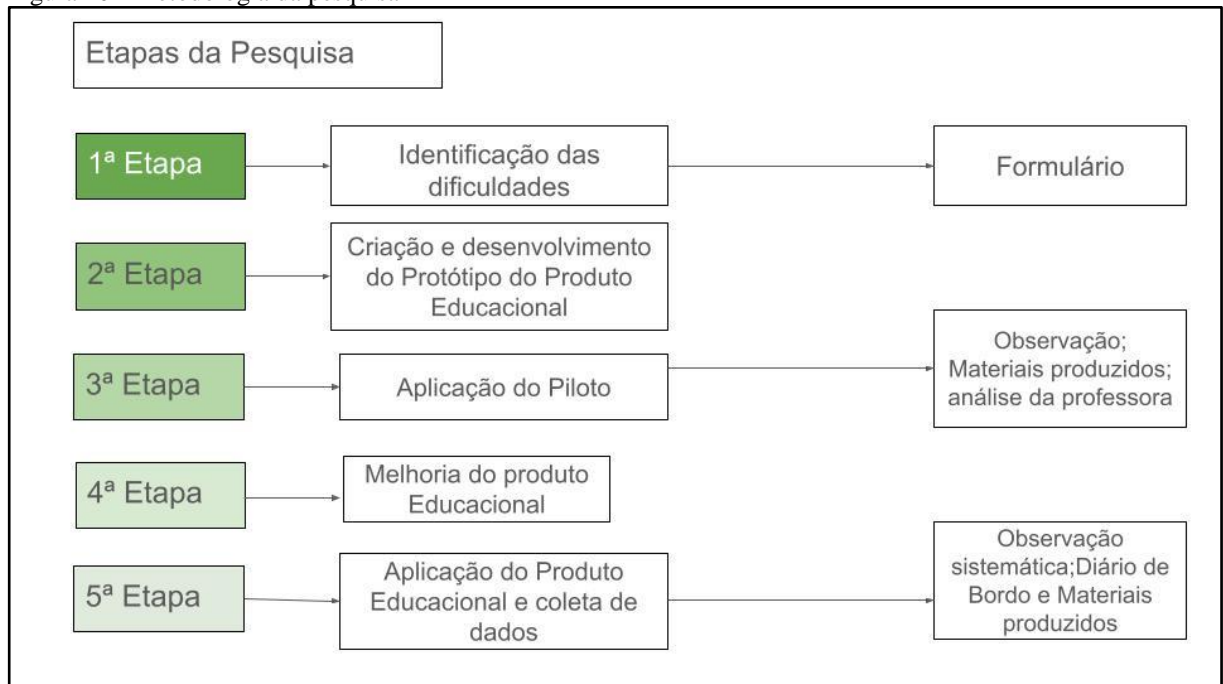 Etapas da Pesquisa
1ª Etapa
Identificação das
dificuldades
Formulário
2ª Etapa
Criação e desenvolvimento
do Protótipo do Produto
Educacional
3ª Etapa
Aplicação do Piloto
Observação;
Materiais produzidos;
análise da professora
4ª Etapa
Melhoria do produto
Educacional
5ª Etapa
Aplicação do Produto
Educacional e coleta de
dados
Observação
sistemática;Diário de
Bordo e Materiais
produzidos